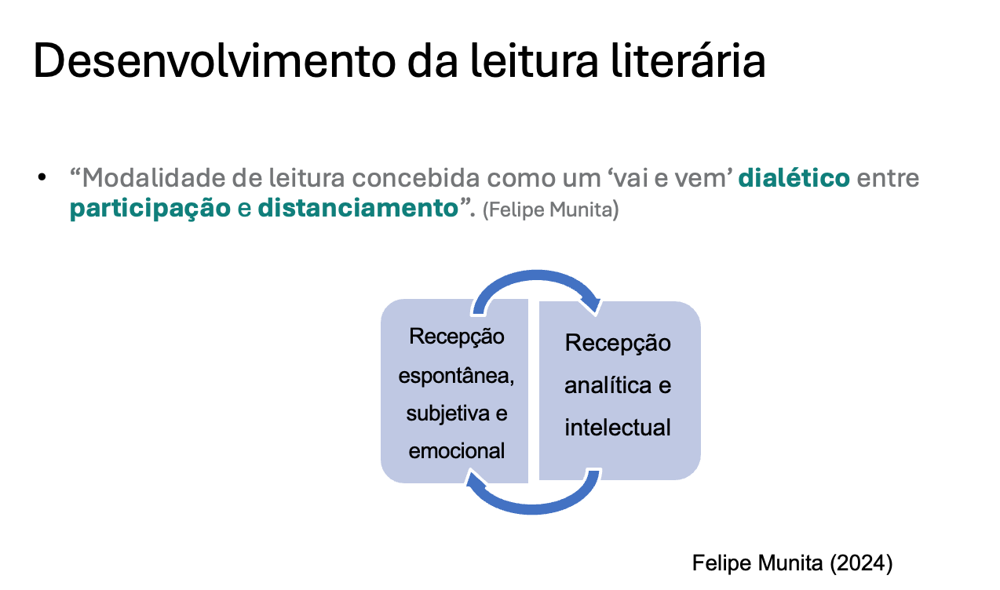 Desenvolvimento da leitura literária
• “Modalidade de leitura concebida como um ‘vai e vem’ dialético entre
participação e distanciamento”. (Felipe Munita)
Recepção
espontânea,
subjetiva e
emocional
Recepção
analítica e
intelectual
Felipe Munita (2024)